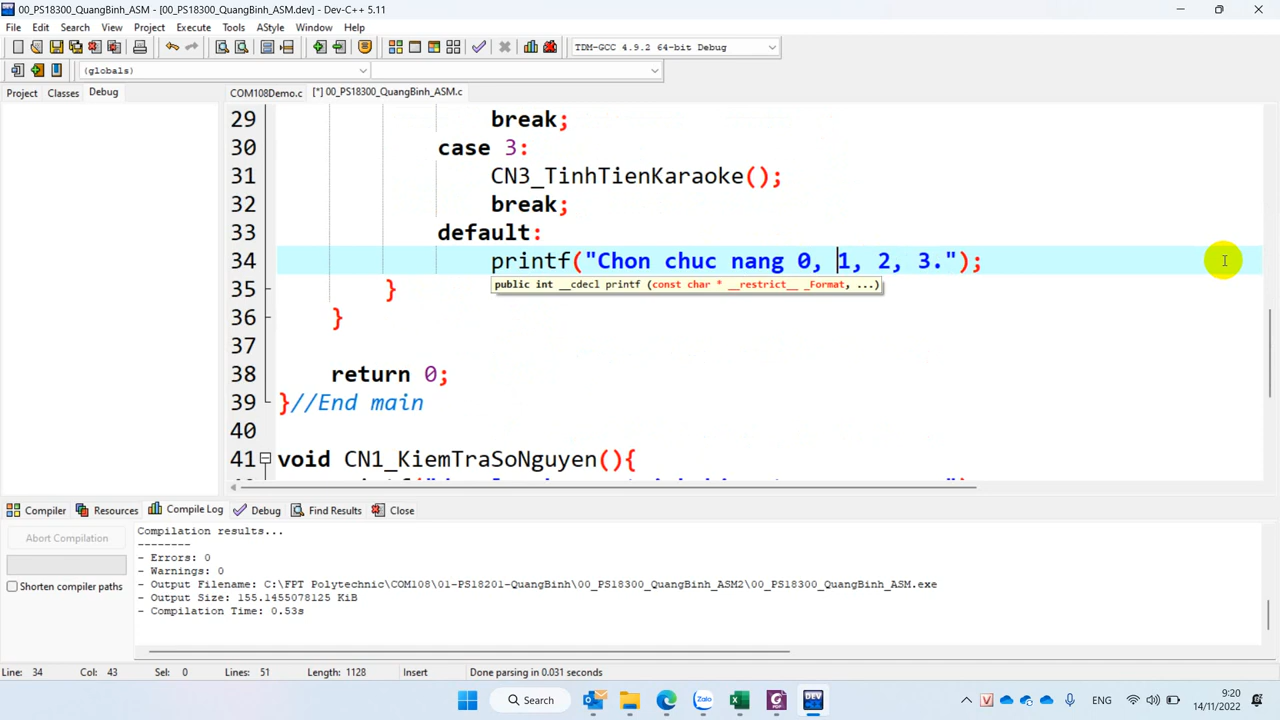 00_PS18300_QuangBinh_ASM - [00_PS18300_QuangBinh_ASM.dev] - Dev-C++ 5.11
File Edit Search View Project Execute Tools AStyle Window Help
TDM-GCC 4.9.2 64-bit Debug
(globals)
Project Classes Debug
COM108Demo.c [*] 00_PS18300_QuangBinh_ASM.c
29 break;
30 case 3:
31 CN3_TinhTienKaraoke();
32 break;
33 default:
34 printf("Chon chuc nang 0, 1, 2, 3.");
public int __cdecl printf (const char * __restrict__ _Format, ...)
35 }
36 }
37
38 return 0;
39 }//End main
40
41 void CN1_KiemTraSoNguyen(){
Compiler Resources Compile Log Debug Find Results Close
Abort Compilation
Shorten compiler paths
Compilation results...
--------
- Errors: 0
- Warnings: 0
- Output Filename: C:\FPT Polytechnic\COM108\01-PS18201-QuangBinh\00_PS18300_QuangBinh_ASM2\00_PS18300_QuangBinh_ASM.exe
- Output Size: 155.1455078125 KiB
- Compilation Time: 0.53s
Line: 34 Col: 43 Sel: 0 Lines: 51 Length: 1128 Insert Done parsing in 0.031 seconds
Search
Zalo
PDF
DEV
ENG
9:20
14/11/2022